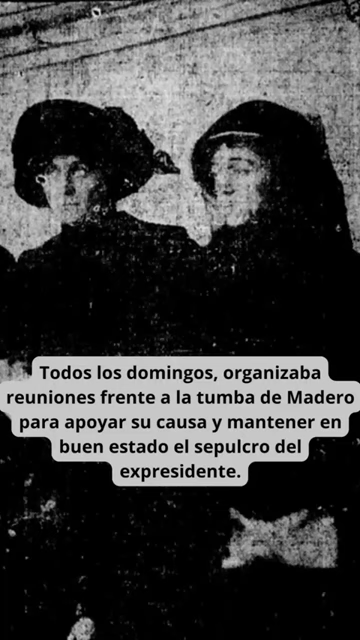 Todos los domingos, organizaba
reuniones frente a la tumba de Madero
para apoyar su causa y mantener en
buen estado el sepulcro del
expresidente.